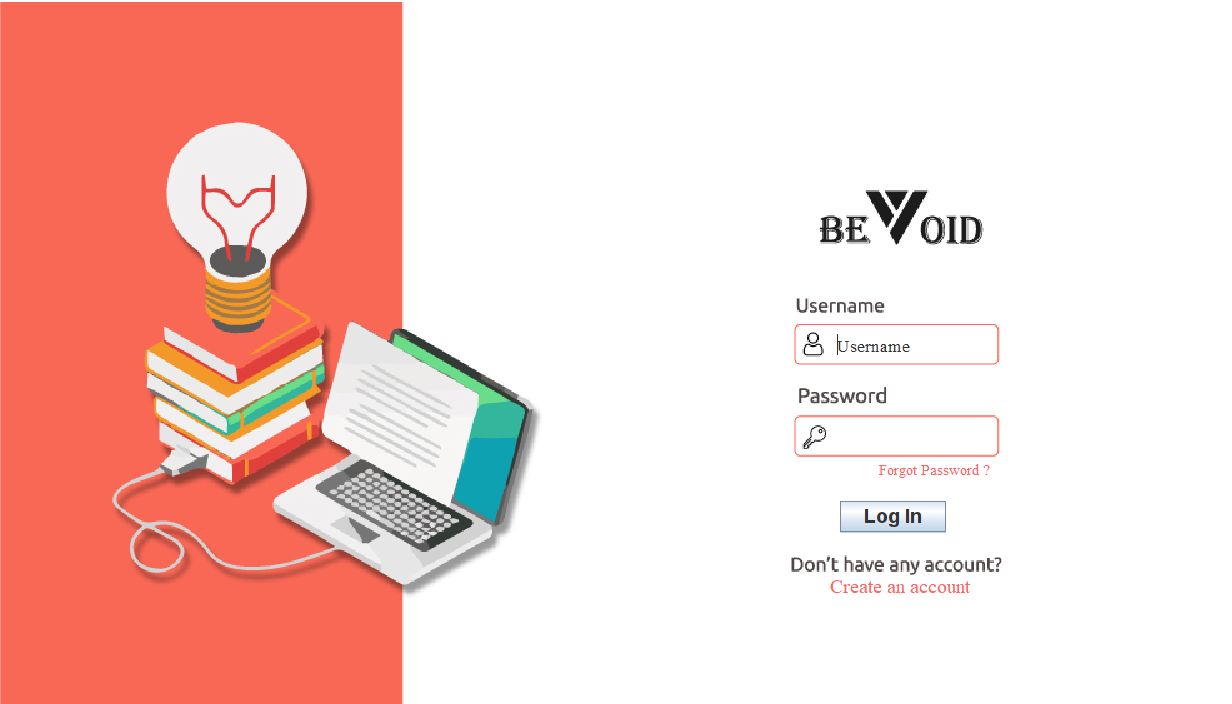 BEVOID
Username
Username
Password
Forgot Password ?
Log In
Don't have any account?
Create an account